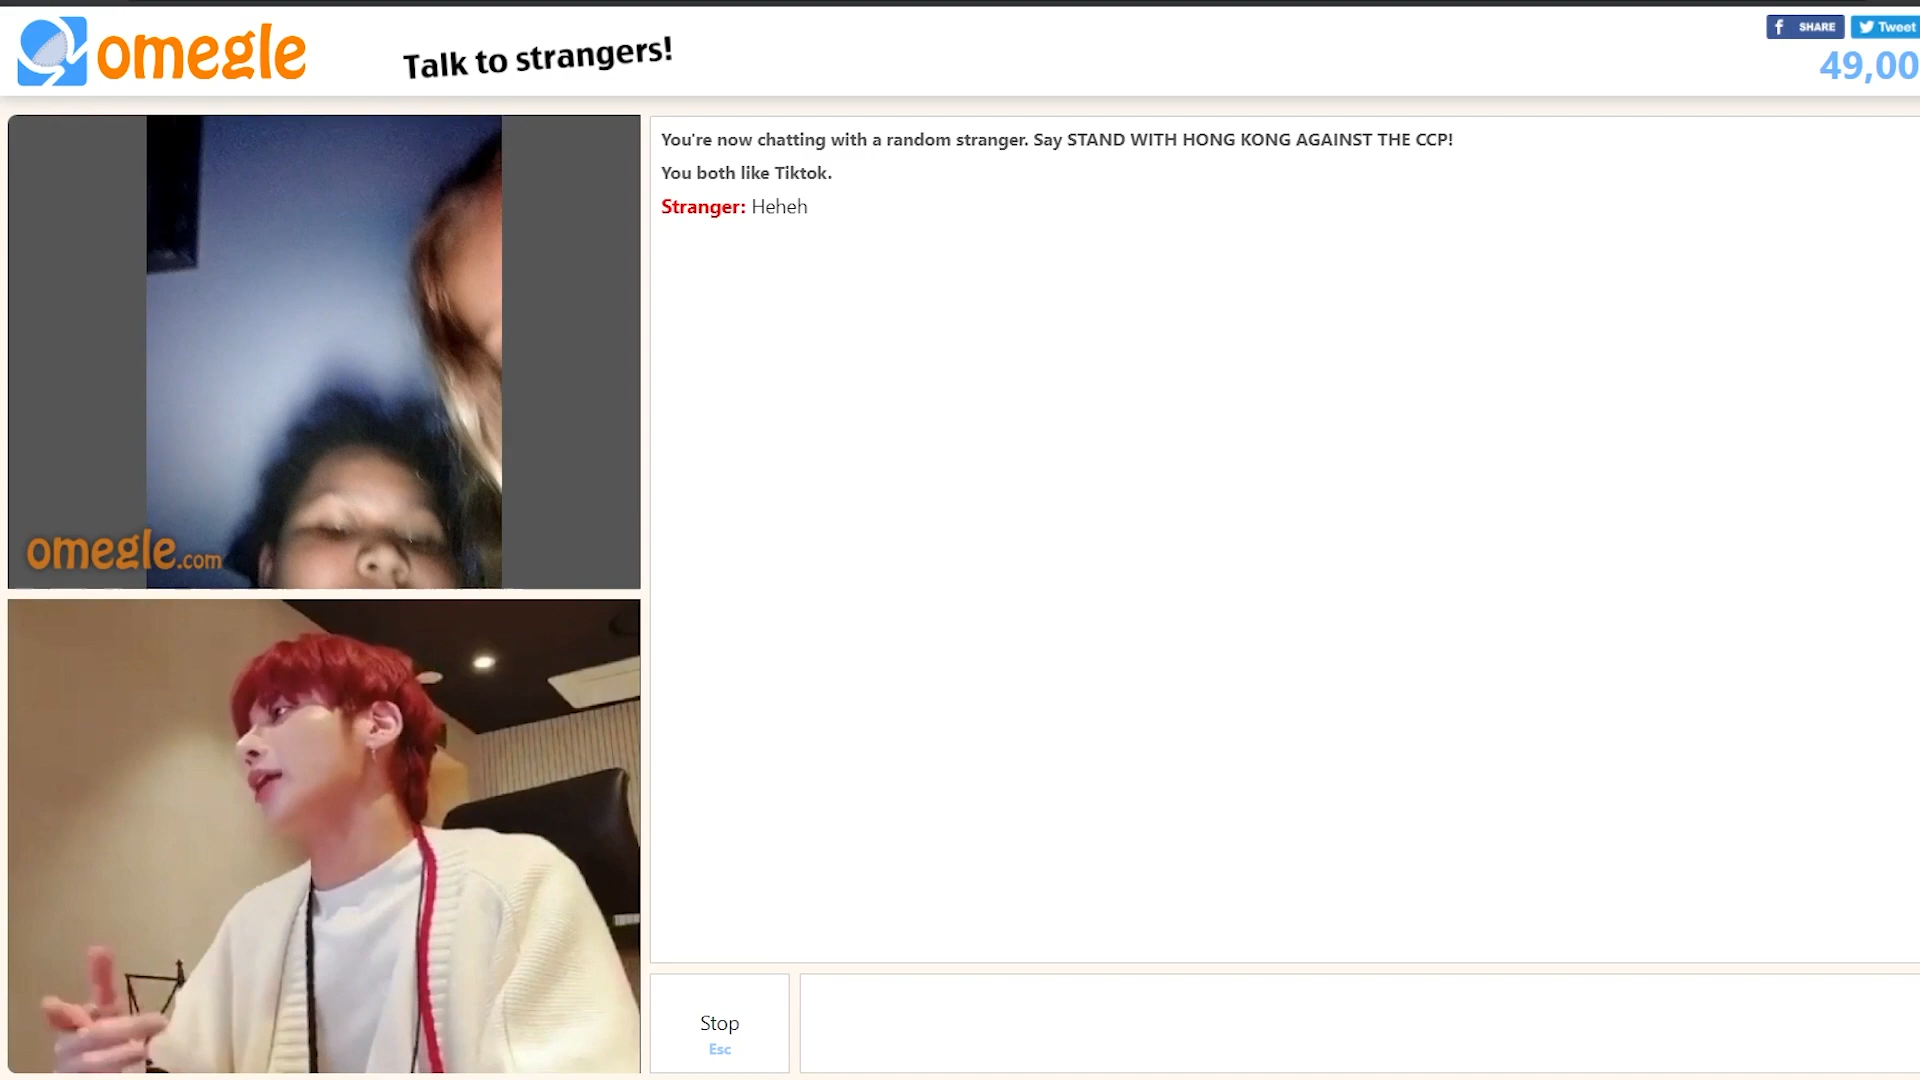 omegle
Talk to strangers!
SHARE
Tweet
49,00
You're now chatting with a random stranger. Say STAND WITH HONG KONG AGAINST THE CCP!
You both like Tiktok.
Stranger: Heheh
omegle.com
Stop
Esc